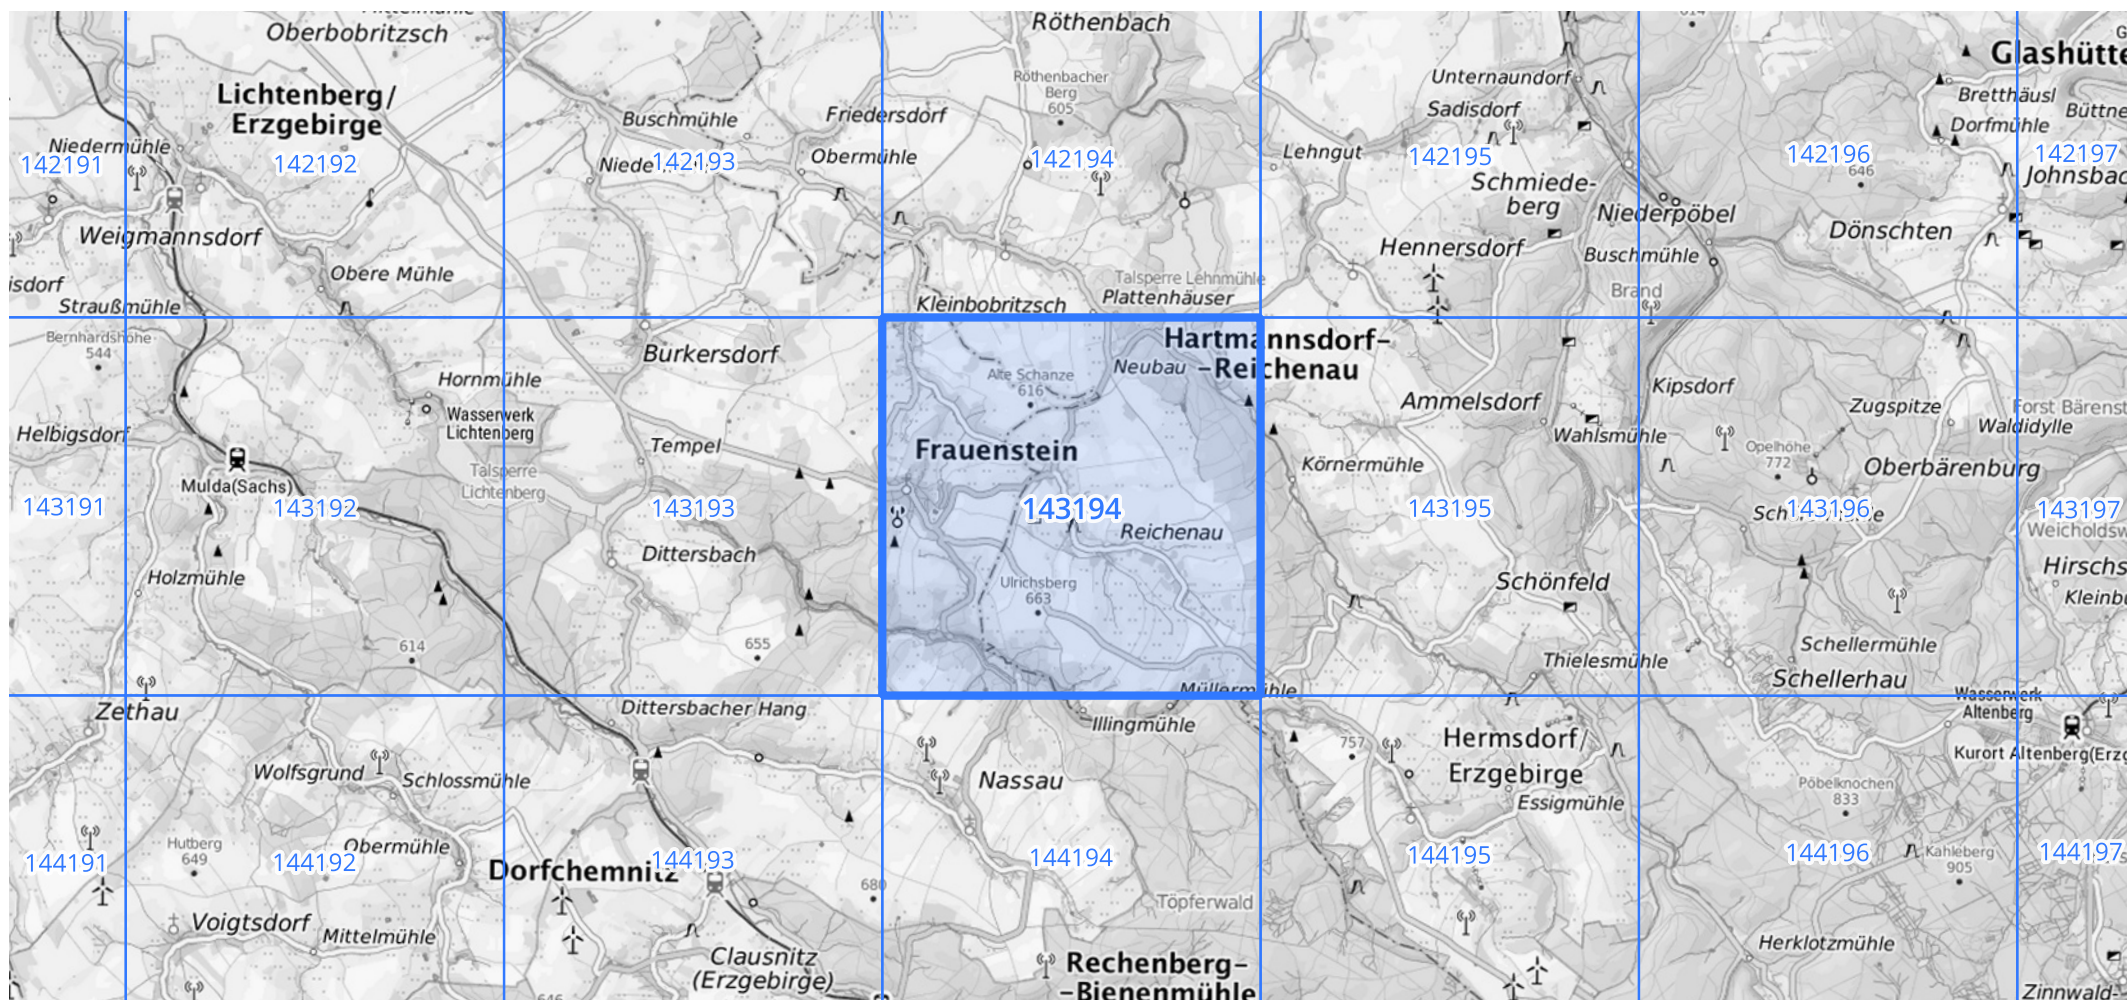 Oberbobritzsch
Röthenbach
Glashütte
Lichtenberg/
Erzgebirge
Röthenbacher
Berg
605
Unternaundorf
Sadisdorf
Bretthäusl
Dorfmühle
Niedermühle
Buschmühle
Friedersdorf
Obermühle
Lehngut
142191
142192
142193
142194
142195
142196
142197
646
Johnsbac
Schmiede-
berg
Niederpöbel
Weigmannsdorf
Hennersdorf
Dönschten
Buschmühle
isdorf
Obere Mühle
Straußmühle
Talsperre Lehnmühle
Plattenhäuser
Kleinbobritzsch
Brand
Bernhardshöhe
544
Burkersdorf
Hartmannsdorf-
-Reichenau
Neubau
Alte Schanze
616
Hornmühle
Wasserwerk
Lichtenberg
Kipsdorf
Ammelsdorf
Zugspitze
Forst Bärenst
Waldidylle
Helbigsdorf
Tempel
Frauenstein
Wahlsmühle
Opelhöhe
772
Körnermühle
Oberbärenburg
Talsperre
Lichtenberg
Mulda(Sachs)
143191
143192
143193
143194
143195
143196
143197
Reichenau
Weicholdsw
Dittersbach
Holzmühle
Ulrichsberg
663
Schönfeld
Hirschs
Kleinbu
614
655
Schellermühle
Thielesmühle
Schellerhau
Müllermühle
Zethau
Dittersbacher Hang
Illingmühle
Wasserwerk
Altenberg
Kurort Altenberg(Erzg
Wolfsgrund
Schlossmühle
Nassau
757
Hermsdorf/
Erzgebirge
Essigmühle
Pöbelknochen
833
Hutberg
649
Obermühle
144191
144192
144193
144194
144195
144196
144197
Dorfchemnitz
680
Kahleberg
905
Töpferwald
Voigtsdorf
Mittelmühle
Clausnitz
(Erzgebirge)
Rechenberg-
-Bienenmühle
Herklotzmühle
Zinnwald-